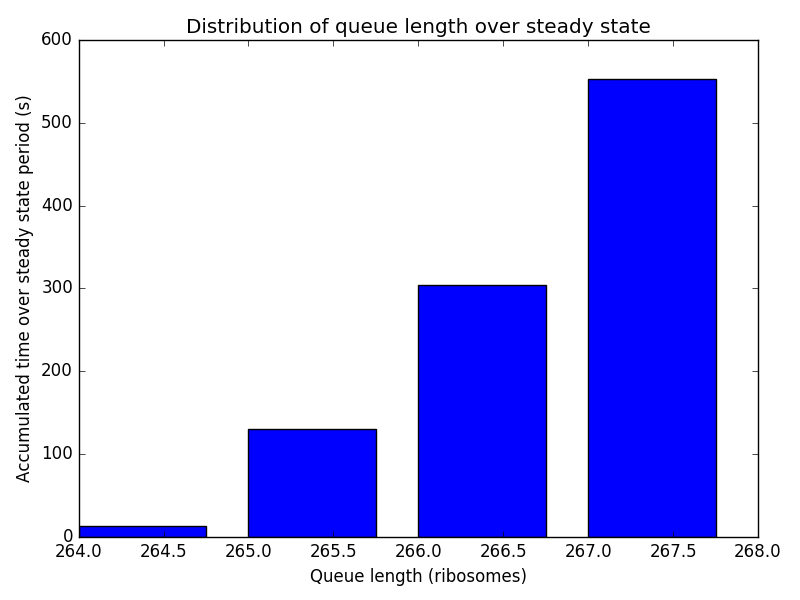 Distribution of queue length over steady state
600
500
400
300
200
100
0
Accumulated time over steady state period (s)
264.0 264.5 265.0 265.5 266.0 266.5 267.0 267.5 268.0
Queue length (ribosomes)